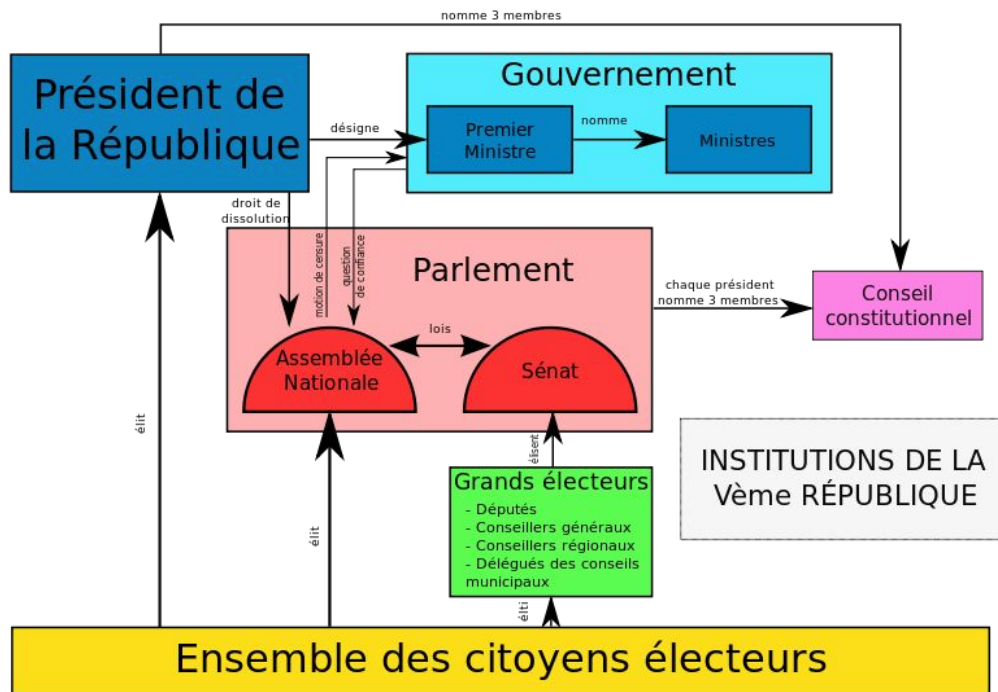 nomme 3 membres
Président de
la République
Gouvernement
désigne
Premier
Ministre
nomme
Ministres
droit de
dissolution
motion de censure
question
de confiance
Parlement
chaque président
nomme 3 membres
Conseil
constitutionnel
lois
Assemblée
Nationale
Sénat
élit
élit
élisent
Grands électeurs
- Députés
- Conseillers généraux
- Conseillers régionaux
- Délégués des conseils
municipaux
élti
INSTITUTIONS DE LA
Vème RÉPUBLIQUE
Ensemble des citoyens électeurs